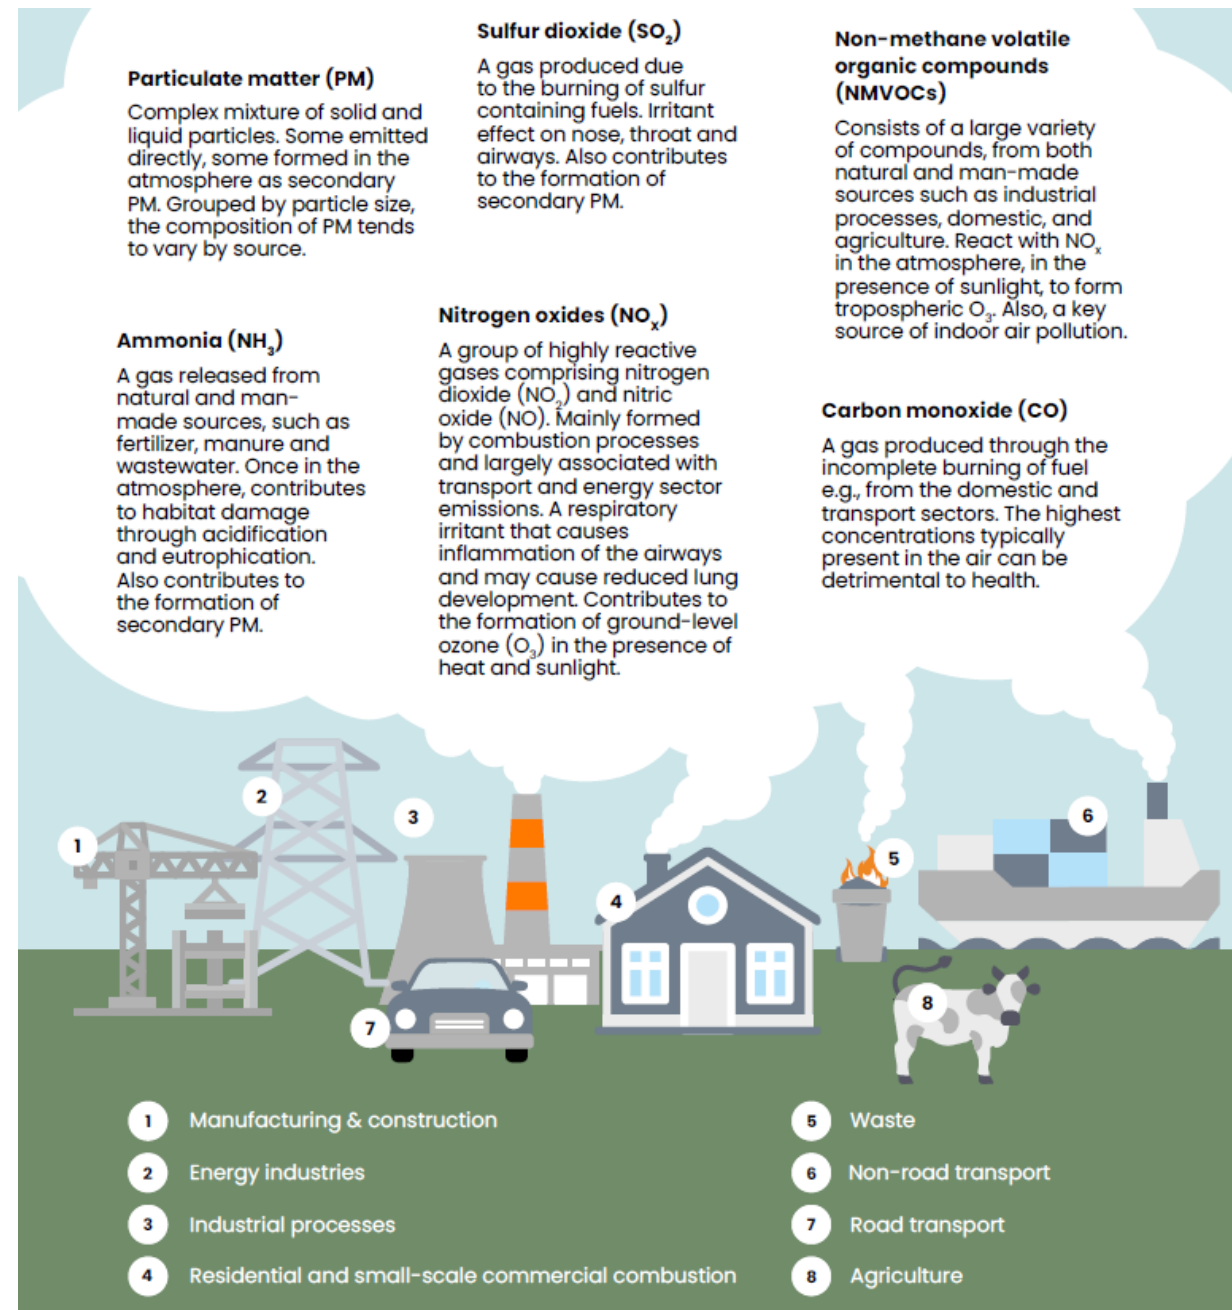 Particulate matter (PM)
Complex mixture of solid and
liquid particles. Some emitted
directly, some formed in the
atmosphere as secondary
PM. Grouped by particle size,
the composition of PM tends
to vary by source.
Sulfur dioxide (SO₂)
A gas produced due
to the burning of sulfur
containing fuels. Irritant
effect on nose, throat and
airways. Also contributes
to the formation of
secondary PM.
Non-methane volatile
organic compounds
(NMVOCs)
Consists of a large variety
of compounds, from both
natural and man-made
sources such as industrial
processes, domestic, and
agriculture. React with NOₓ
in the atmosphere, in the
presence of sunlight, to form
tropospheric O₃. Also, a key
source of indoor air pollution.
Ammonia (NH₃)
A gas released from
natural and man-
made sources, such as
fertilizer, manure and
wastewater. Once in the
atmosphere, contributes
to habitat damage
through acidification
and eutrophication.
Also contributes to
the formation of
secondary PM.
Nitrogen oxides (NOₓ)
A group of highly reactive
gases comprising nitrogen
dioxide (NO₂) and nitric
oxide (NO). Mainly formed
by combustion processes
and largely associated with
transport and energy sector
emissions. A respiratory
irritant that causes
inflammation of the airways
and may cause reduced lung
development. Contributes to
the formation of ground-level
ozone (O₃) in the presence of
heat and sunlight.
Carbon monoxide (CO)
A gas produced through the
incomplete burning of fuel
e.g., from the domestic and
transport sectors. The highest
concentrations typically
present in the air can be
detrimental to health.
1
2
3
4
5
6
7
8
1 Manufacturing & construction
2 Energy industries
3 Industrial processes
4 Residential and small-scale commercial combustion
5 Waste
6 Non-road transport
7 Road transport
8 Agriculture